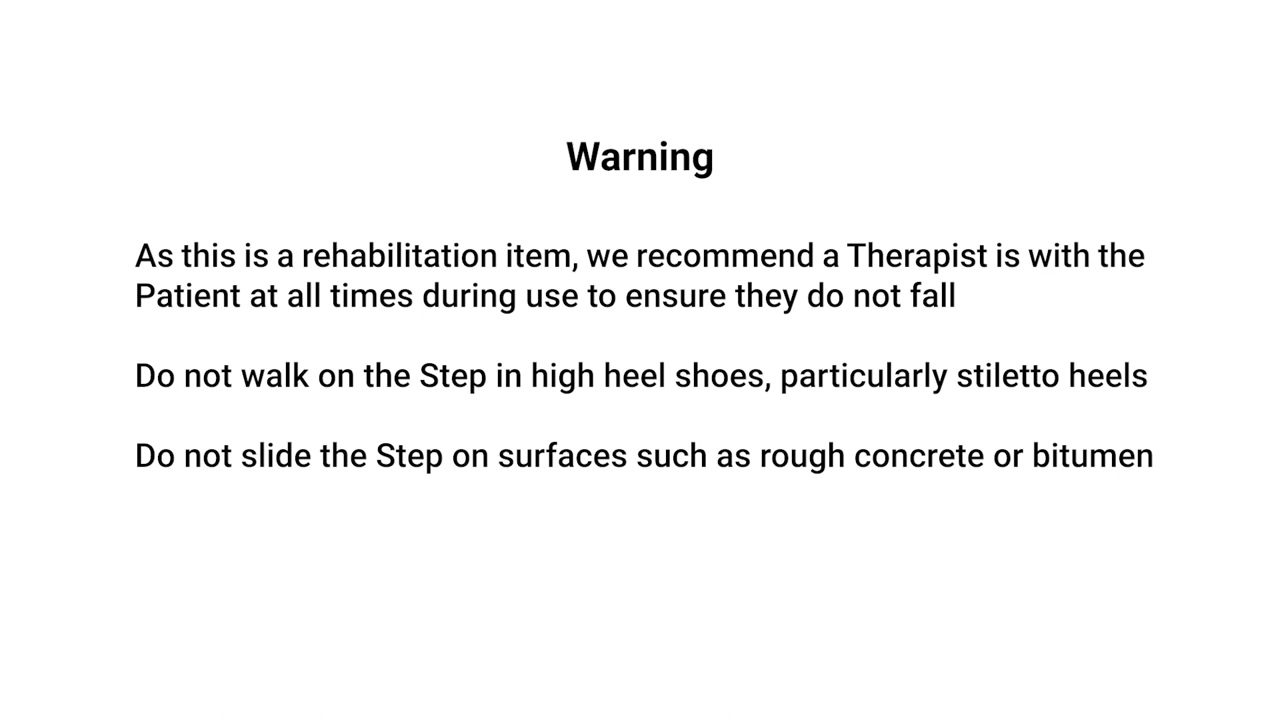 Warning
As this is a rehabilitation item, we recommend a Therapist is with the
Patient at all times during use to ensure they do not fall
Do not walk on the Step in high heel shoes, particularly stiletto heels
Do not slide the Step on surfaces such as rough concrete or bitumen